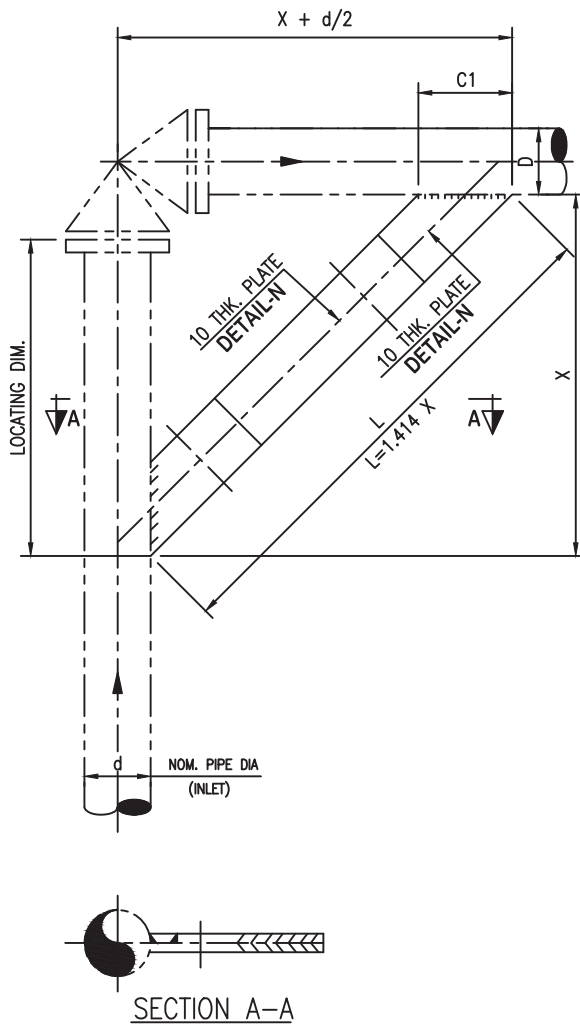 X + d/2
C1
D
10 THK. PLATE
DETAIL-N
10 THK. PLATE
DETAIL-N
LOCATING DIM.
X
A
A
L
L=1.414 X
d
NOM. PIPE DIA
(INLET)
SECTION A-A